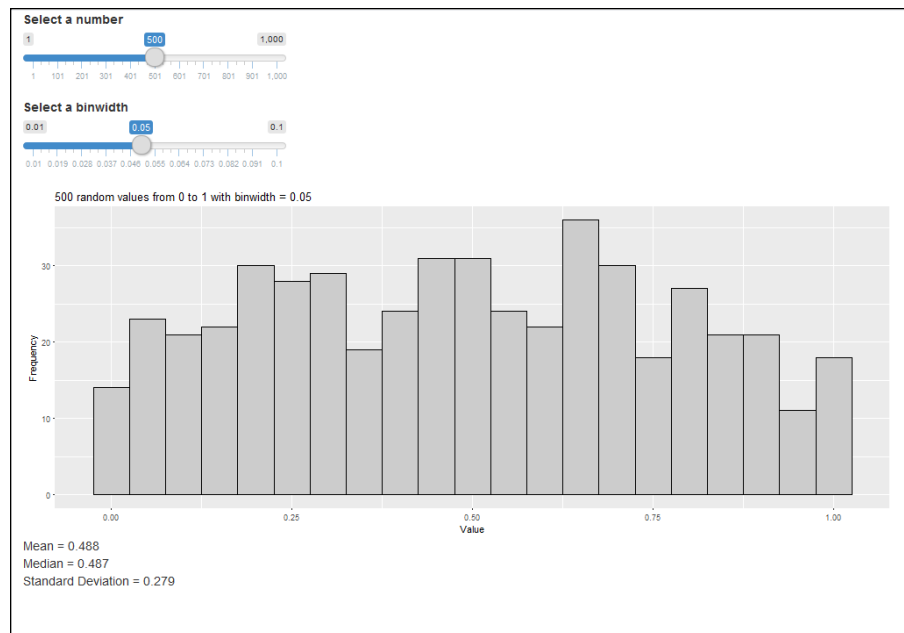 Select a number
1 500 1,000
1 101 201 301 401 501 601 701 801 901 1,000
Select a binwidth
0.01 0.05 0.1
0.01 0.019 0.028 0.037 0.046 0.055 0.064 0.073 0.082 0.091 0.1
500 random values from 0 to 1 with binwidth = 0.05
Frequency
30
20
10
0
0.00 0.25 0.50 0.75 1.00
Value
Mean = 0.488
Median = 0.487
Standard Deviation = 0.279